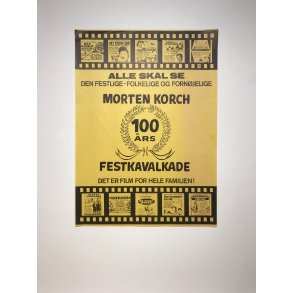 ALLE SKAL SE
DEN FESTLIGE - FOLKELIGE OG FORNØJELIGE
MORTEN KORCH
100
ÅRS
FESTKAVALKADE
DET ER FILM FOR HELE FAMILIEN!